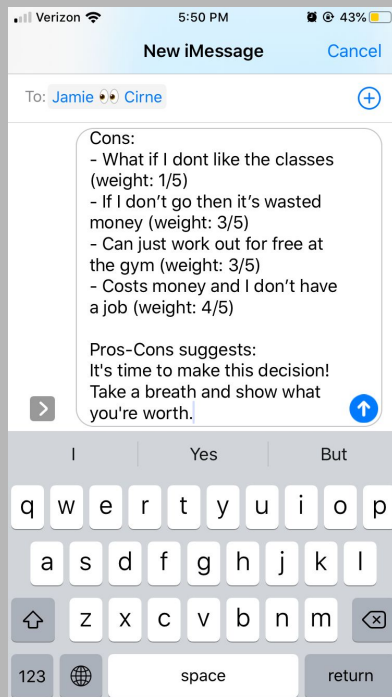 Verizon 5:50 PM 43%
New iMessage Cancel
To: Jamie 👀 Cirne
Cons:
- What if I dont like the classes
(weight: 1/5)
- If I don’t go then it’s wasted
money (weight: 3/5)
- Can just work out for free at
the gym (weight: 3/5)
- Costs money and I don’t have
a job (weight: 4/5)
Pros-Cons suggests:
It's time to make this decision!
Take a breath and show what
you're worth.
I Yes But
q w e r t y u i o p
a s d f g h j k l
z x c v b n m
123 space return